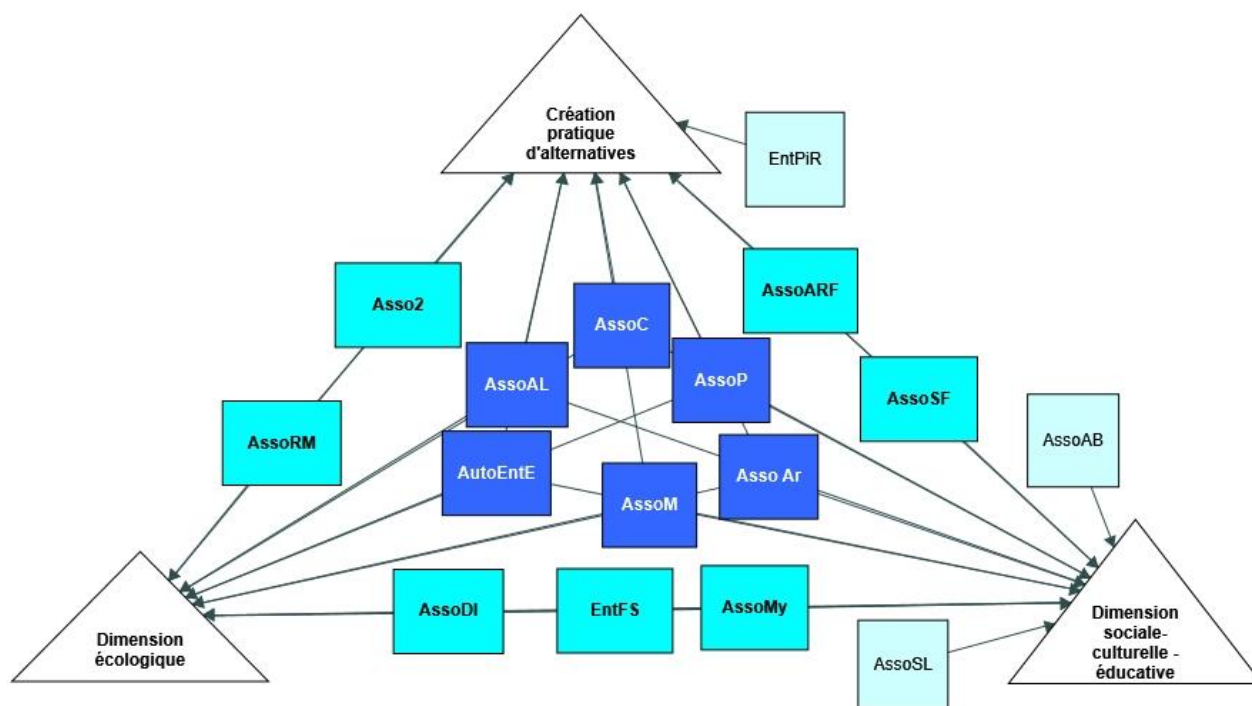 Création
pratique
d'alternatives
EntPiR
Asso2
AssoARF
AssoC
AssoAL
AssoP
AssoSF
AssoRM
AssoAB
AutoEntE
AssoM
Asso Ar
AssoDI
EntFS
AssoMy
Dimension
écologique
Dimension
sociale-
culturelle -
éducative
AssoSL